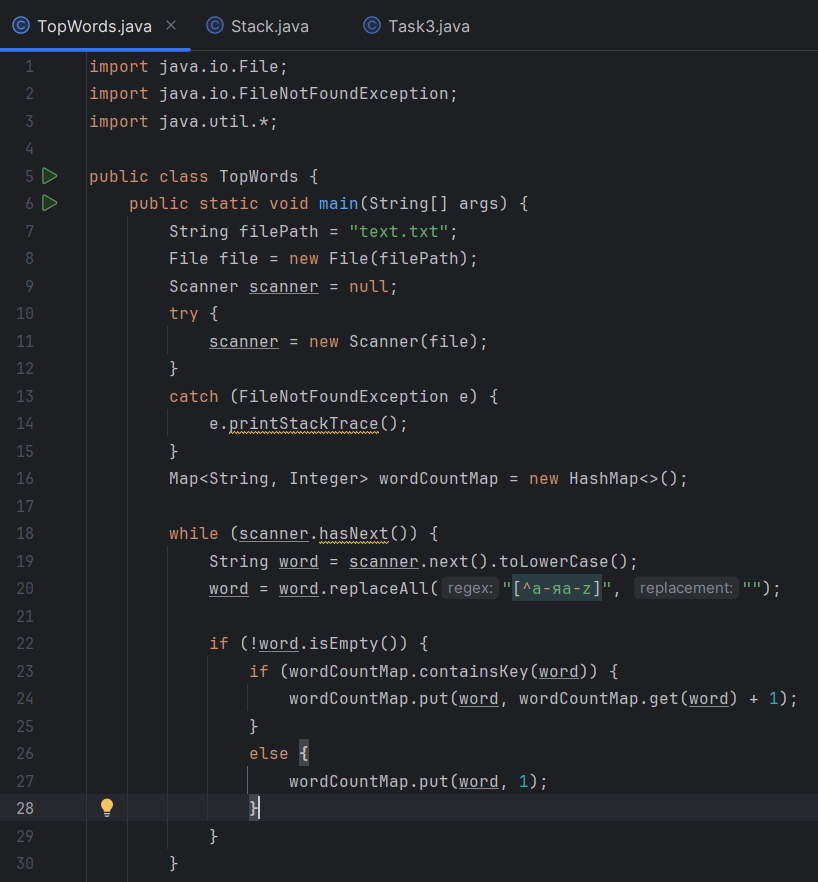 TopWords.java Stack.java Task3.java
1 import java.io.File;
2 import java.io.FileNotFoundException;
3 import java.util.*;
4
5 public class TopWords {
6     public static void main(String[] args) {
7         String filePath = "text.txt";
8         File file = new File(filePath);
9         Scanner scanner = null;
10         try {
11             scanner = new Scanner(file);
12         }
13         catch (FileNotFoundException e) {
14             e.printStackTrace();
15         }
16         Map<String, Integer> wordCountMap = new HashMap<>();
17
18         while (scanner.hasNext()) {
19             String word = scanner.next().toLowerCase();
20             word = word.replaceAll( regex: "[^а-яa-z]", replacement: "");
21
22             if (!word.isEmpty()) {
23                 if (wordCountMap.containsKey(word)) {
24                     wordCountMap.put(word, wordCountMap.get(word) + 1);
25                 }
26                 else {
27                     wordCountMap.put(word, 1);
28                 }
29             }
30         }